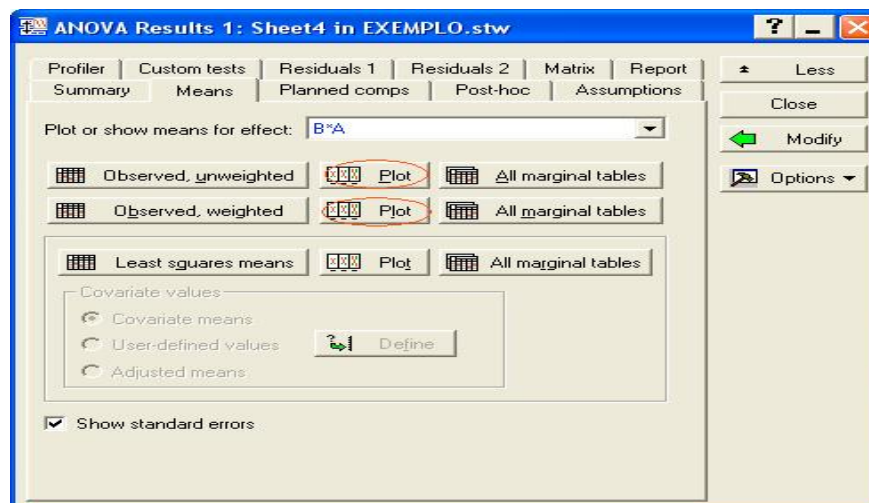 ANOVA Results 1: Sheet4 in EXEMPLO.stw
Profiler Custom tests Residuals 1 Residuals 2 Matrix Report
Summary Means Planned comps Post-hoc Assumptions
Less
Close
Modify
Options
Plot or show means for effect: B*A
Observed, unweighted Plot All marginal tables
Observed, weighted Plot All marginal tables
Least squares means Plot All marginal tables
Covariate values
Covariate means
User-defined values
Define
Adjusted means
Show standard errors